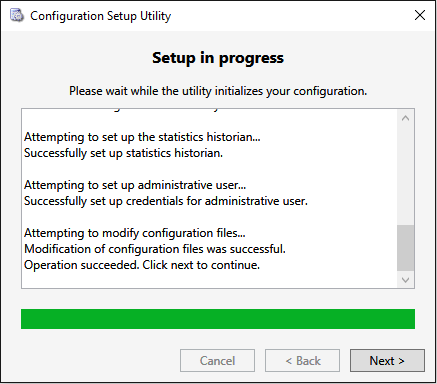 Configuration Setup Utility
Setup in progress
Please wait while the utility initializes your configuration.
Attempting to set up the statistics historian...
Successfully set up statistics historian.
Attempting to set up administrative user...
Successfully set up credentials for administrative user.
Attempting to modify configuration files...
Modification of configuration files was successful.
Operation succeeded. Click next to continue.
Cancel
< Back
Next >